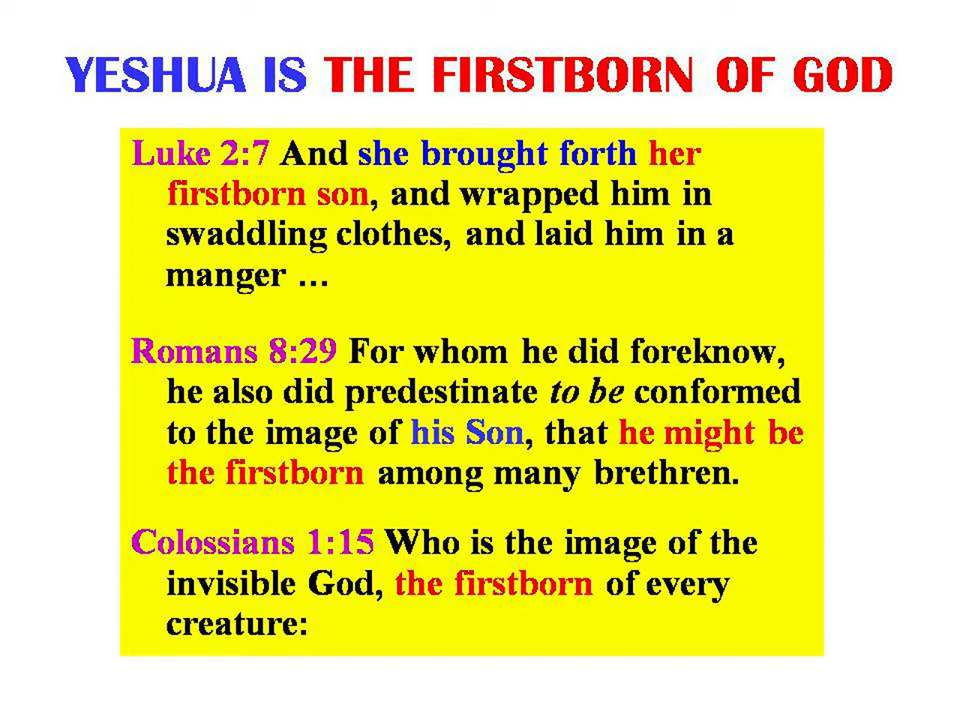 YESHUA IS THE FIRSTBORN OF GOD
Luke 2:7 And she brought forth her
firstborn son, and wrapped him in
swaddling clothes, and laid him in a
manger …
Romans 8:29 For whom he did foreknow,
he also did predestinate to be conformed
to the image of his Son, that he might be
the firstborn among many brethren.
Colossians 1:15 Who is the image of the
invisible God, the firstborn of every
creature: